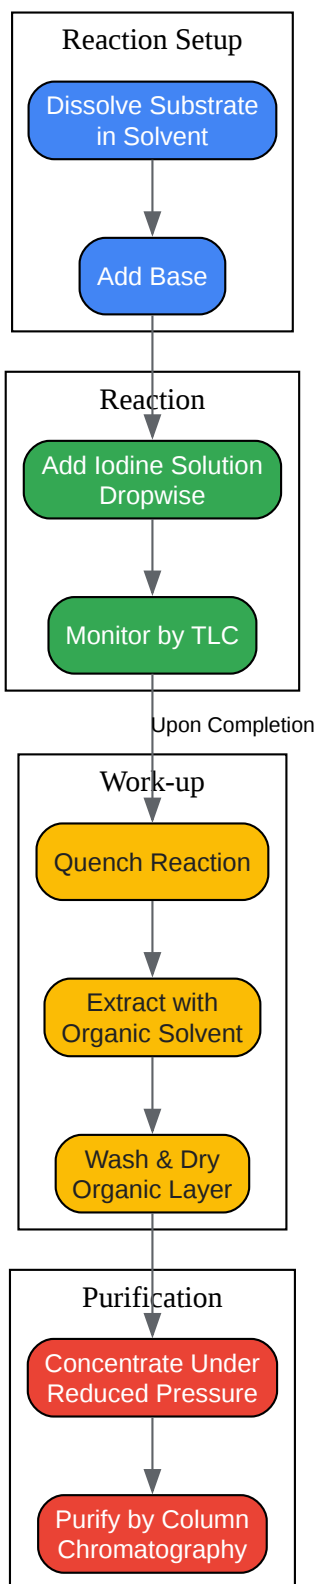 Reaction Setup
Dissolve Substrate
in Solvent
Add Base
Reaction
Add Iodine Solution
Dropwise
Monitor by TLC
Upon Completion
Work-up
Quench Reaction
Extract with
Organic Solvent
Wash & Dry
Organic Layer
Purification
Concentrate Under
Reduced Pressure
Purify by Column
Chromatography